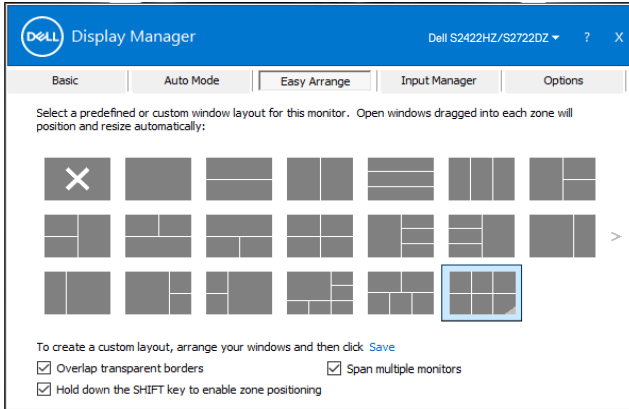 DELL Display Manager Dell S2422HZ/S2722DZ ? X
Basic Auto Mode Easy Arrange Input Manager Options
Select a predefined or custom window layout for this monitor. Open windows dragged into each zone will
position and resize automatically:
>
To create a custom layout, arrange your windows and then click Save
Overlap transparent borders Span multiple monitors
Hold down the SHIFT key to enable zone positioning